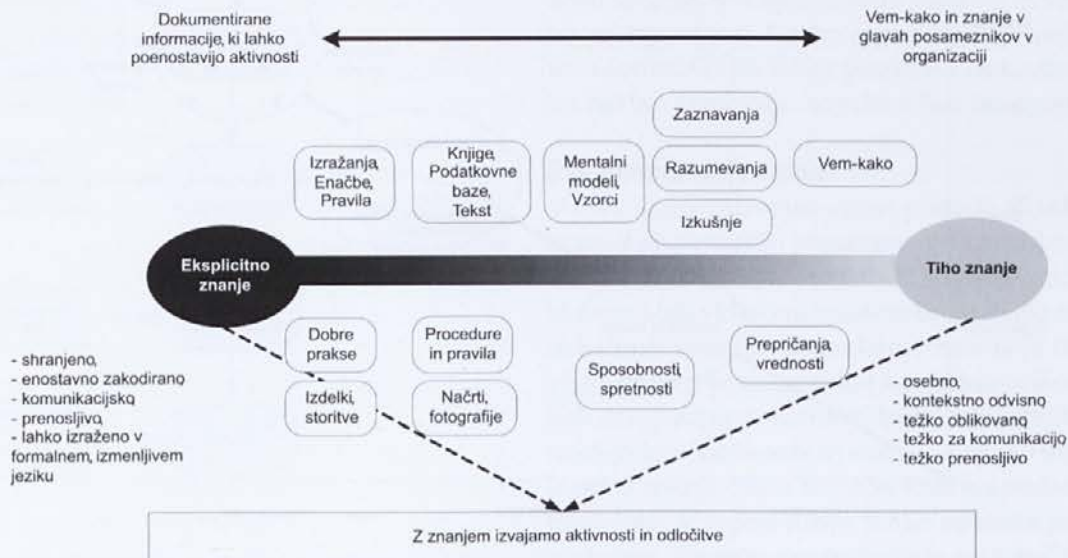 Dokumentirane
informacije, ki lahko
poenostavijo aktivnosti
Vem-kako in znanje v
glavah posameznikov v
organizaciji
Izražanja,
Enačbe,
Pravila
Knjige,
Podatkovne
baze,
Tekst
Mentalni
modeli,
Vzorci
Zaznavanja
Razumevanja
Izkušnje
Vem-kako
Eksplicitno
znanje
Tiho znanje
Dobre
prakse
Procedure
in pravila
Izdelki,
storitve
Načrti,
fotografije
Sposobnosti,
spretnosti
Prepričanja,
vrednosti
- shranjeno,
- enostavno zakodirano,
- komunikacijsko,
- prenosljivo,
- lahko izraženo v
formalnem, izmenljivem
jeziku
- osebno,
- kontekstno odvisno,
- težko oblikovano,
- težko za komunikacijo,
- težko prenosljivo
Z znanjem izvajamo aktivnosti in odločitve